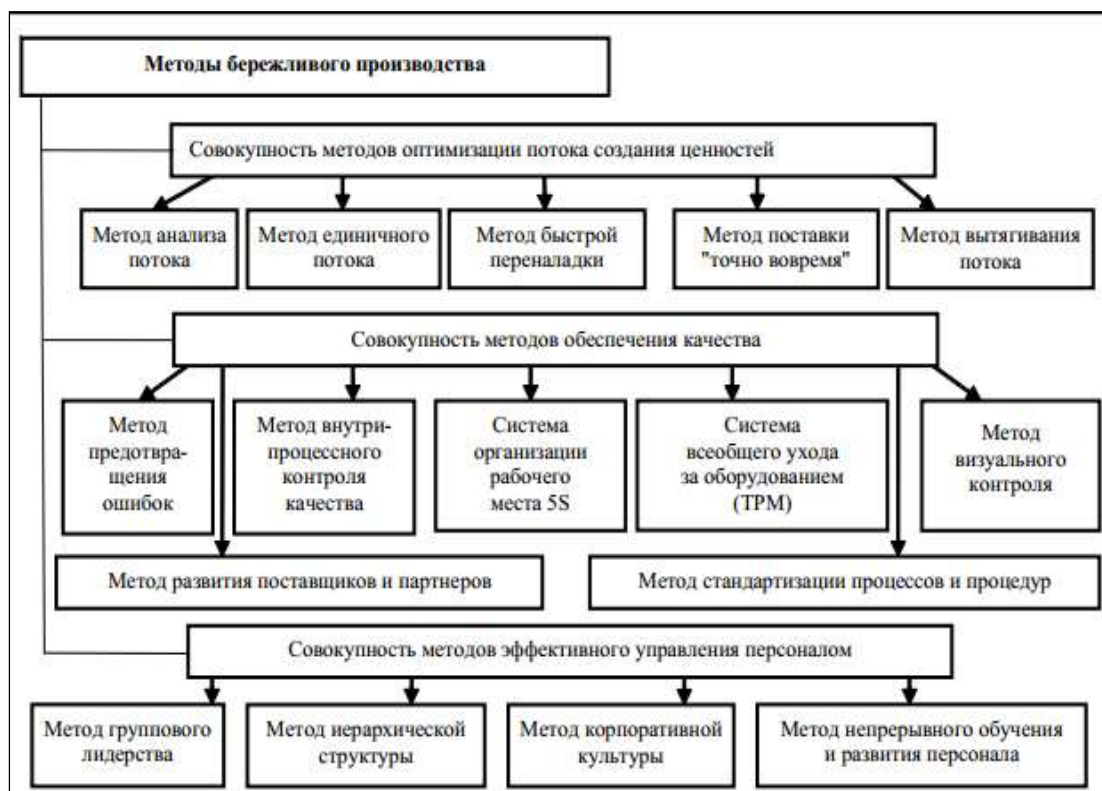 Методы бережливого производства
Совокупность методов оптимизации потока создания ценностей
Метод анализа
потока
Метод единичного
потока
Метод быстрой
переналадки
Метод поставки
"точно вовремя"
Метод вытягивания
потока
Совокупность методов обеспечения качества
Метод
предотвра-
щения
ошибок
Метод внутри-
процессного
контроля
качества
Система
организации
рабочего
места 5S
Система
всеобщего ухода
за оборудованием
(ТРМ)
Метод
визуального
контроля
Метод развития поставщиков и партнеров
Метод стандартизации процессов и процедур
Совокупность методов эффективного управления персоналом
Метод группового
лидерства
Метод иерархической
структуры
Метод корпоративной
культуры
Метод непрерывного обучения
и развития персонала